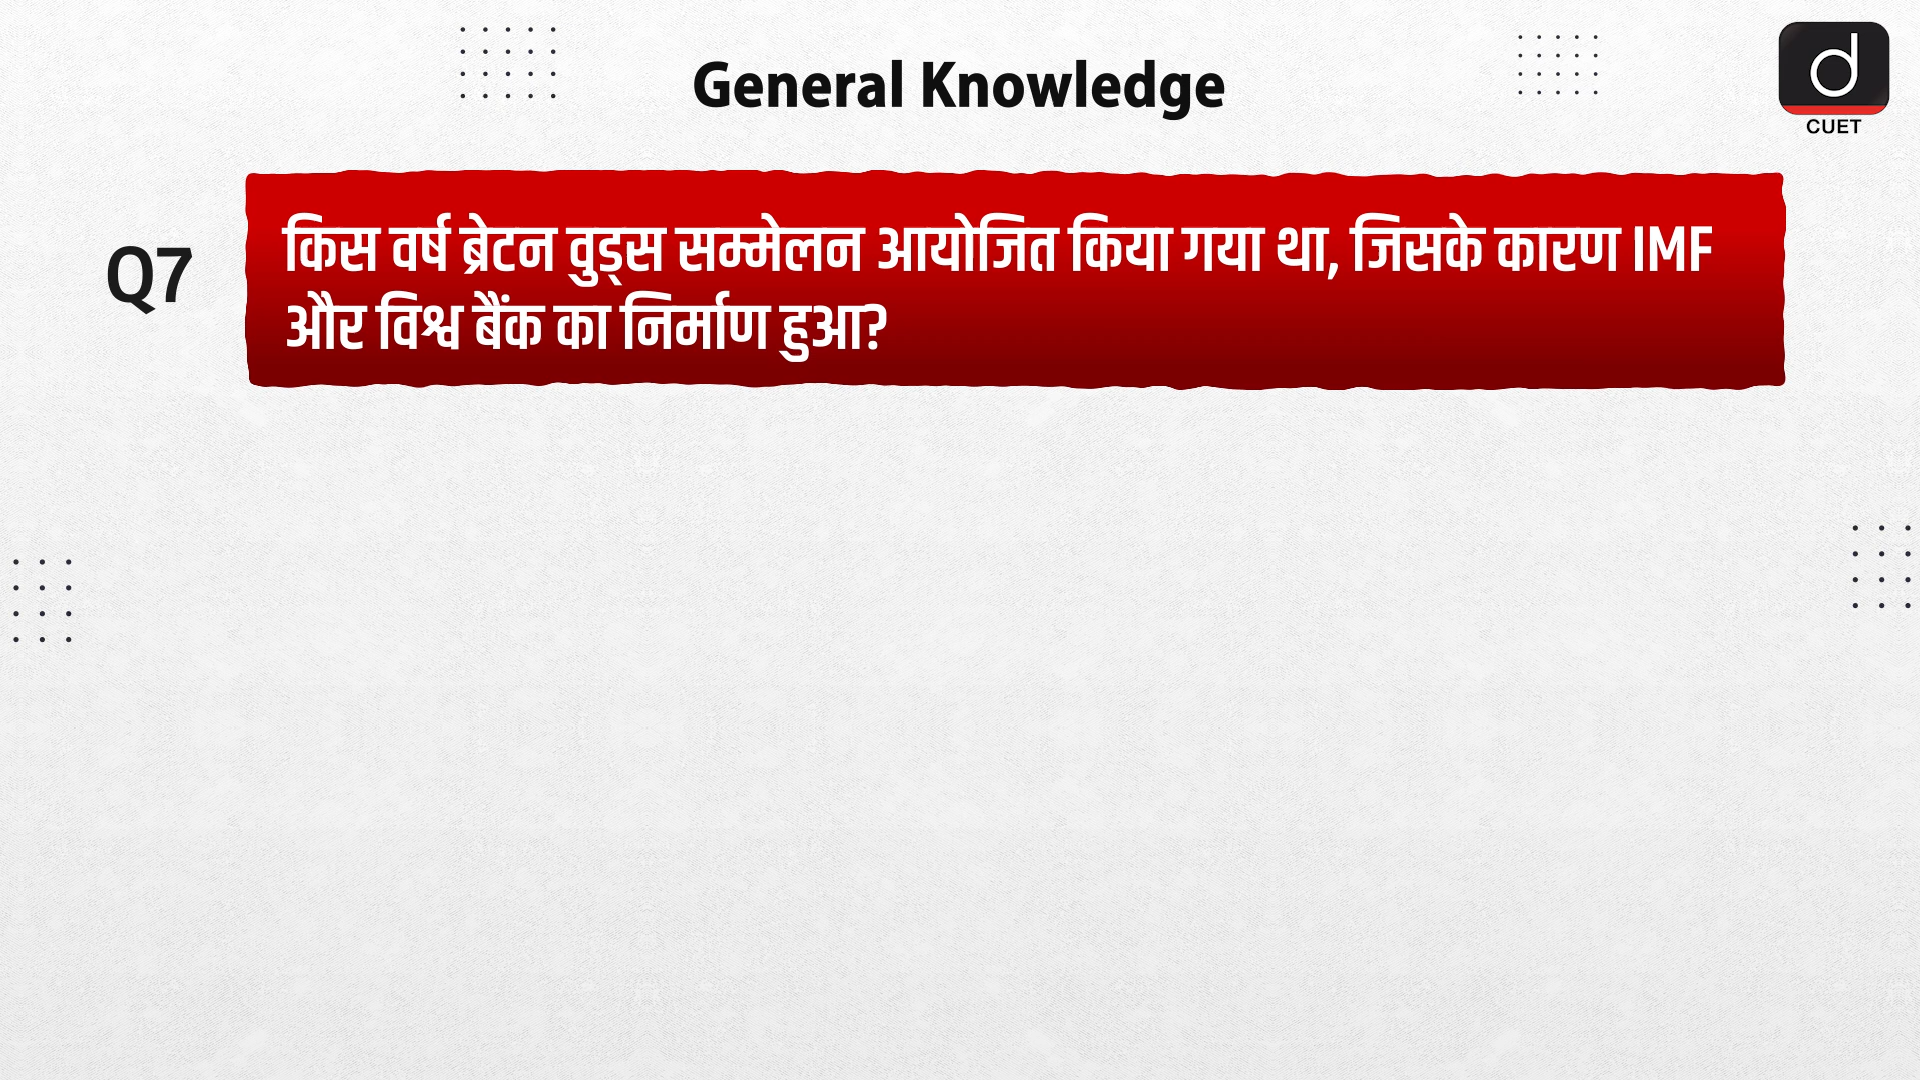 General Knowledge
CUET
Q7
किस वर्ष ब्रेटन वुड्स सम्मेलन आयोजित किया गया था, जिसके कारण IMF
और विश्व बैंक का निर्माण हुआ?